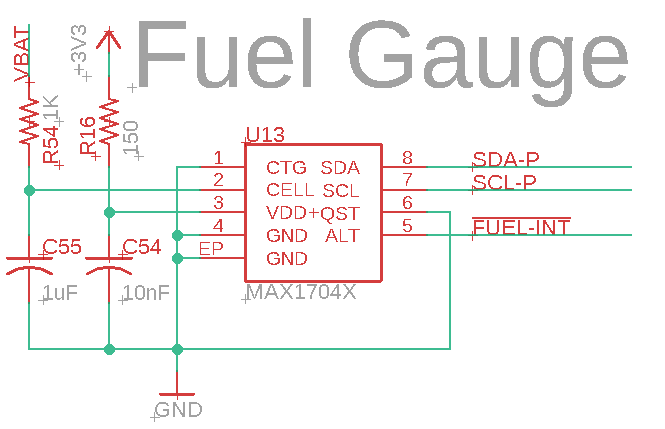 Fuel Gauge
VBAT
+3V3
R54
1K
R16
150
U13
1 CTG SDA 8 SDA-P
2 CELL SCL 7 SCL-P
3 VDD+QST 6
4 GND ALT 5 FUEL-INT
EP GND
MAX1704X
C55
1uF
C54
10nF
GND